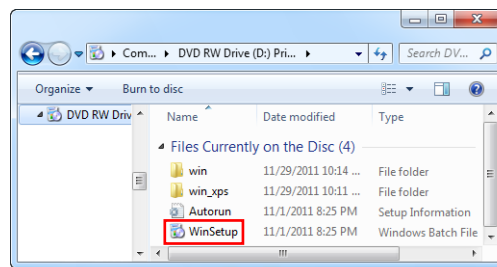 Com... DVD RW Drive (D:) Pri... Search DV...
Organize Burn to disc
DVD RW Driv Name Date modified Type
Files Currently on the Disc (4)
win 11/29/2011 10:14 ... File folder
win_xps 11/29/2011 10:11 ... File folder
Autorun 11/1/2011 8:25 PM Setup Information
WinSetup 11/1/2011 8:25 PM Windows Batch File